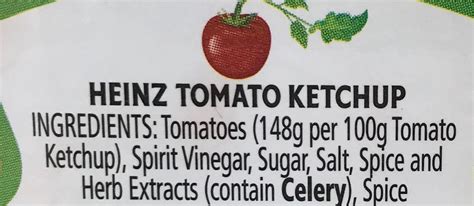 HEINZ TOMATO KETCHUP
INGREDIENTS: Tomatoes (148g per 100g Tomato
Ketchup), Spirit Vinegar, Sugar, Salt, Spice and
Herb Extracts (contain Celery), Spice